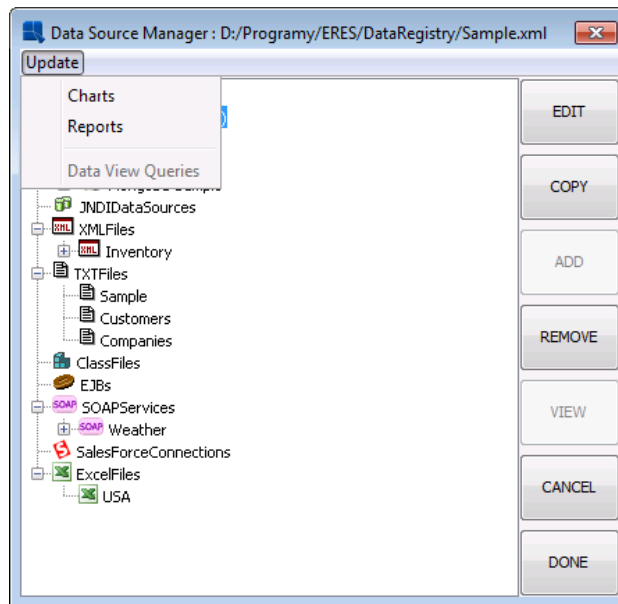 Data Source Manager : D:/Programy/ERES/DataRegistry/Sample.xml
Update
Charts
Reports
Data View Queries
JNDIDataSources
XMLFiles
Inventory
TXTFiles
Sample
Customers
Companies
ClassFiles
EJBs
SOAPServices
Weather
SalesForceConnections
ExcelFiles
USA
EDIT
COPY
ADD
REMOVE
VIEW
CANCEL
DONE